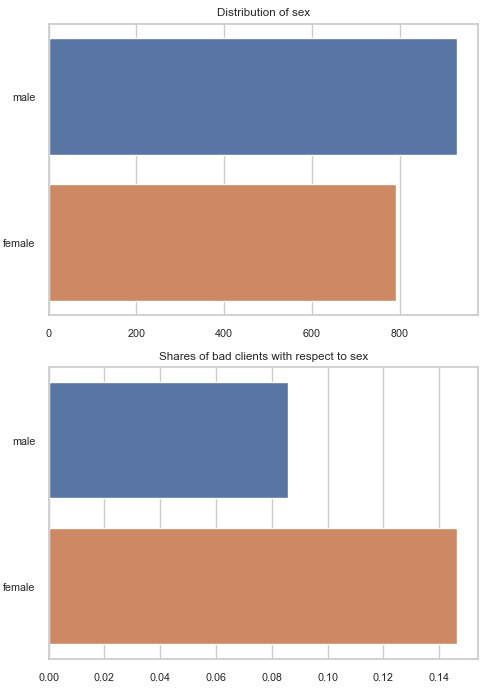 Distribution of sex
male
female
0 200 400 600 800
Shares of bad clients with respect to sex
male
female
0.00 0.02 0.04 0.06 0.08 0.10 0.12 0.14